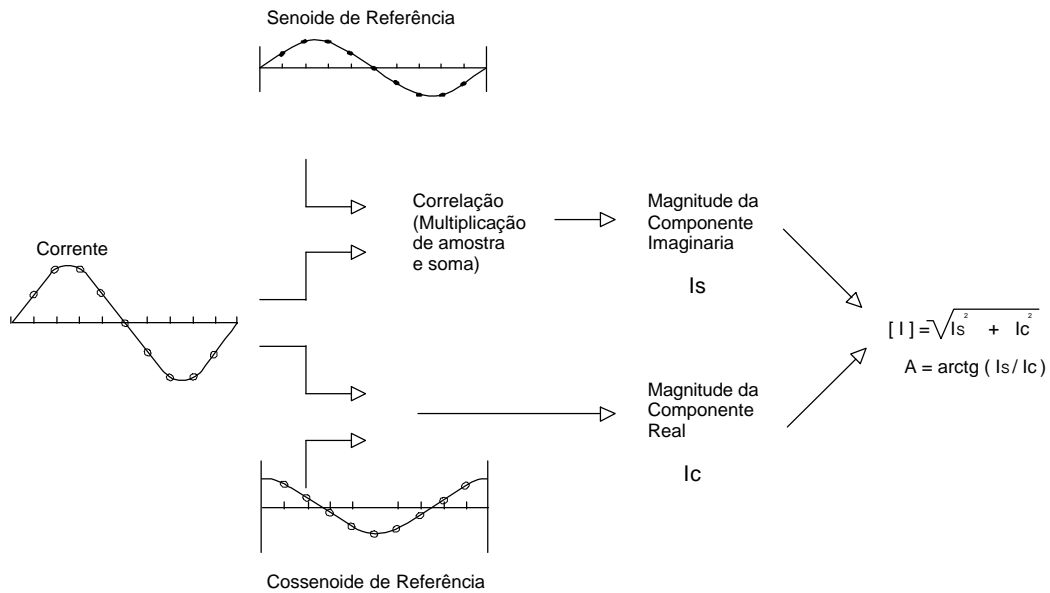 Senoide de Referência
Correlação
(Multiplicação
de amostra
e soma)
Magnitude da
Componente
Imaginaria
Is
Corrente
[ I ] = √Is² + Ic²
A = arctg ( Is / Ic )
Magnitude da
Componente
Real
Ic
Cossenoide de Referência